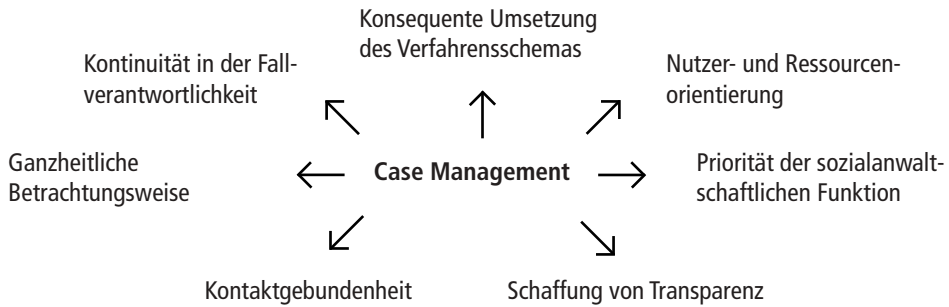 Konsequente Umsetzung
des Verfahrensschemas
Kontinuität in der Fall-
verantwortlichkeit
Nutzer- und Ressourcen-
orientierung
Ganzheitliche
Betrachtungsweise
Case Management
Priorität der sozialanwalt-
schaftlichen Funktion
Kontaktgebundenheit
Schaffung von Transparenz